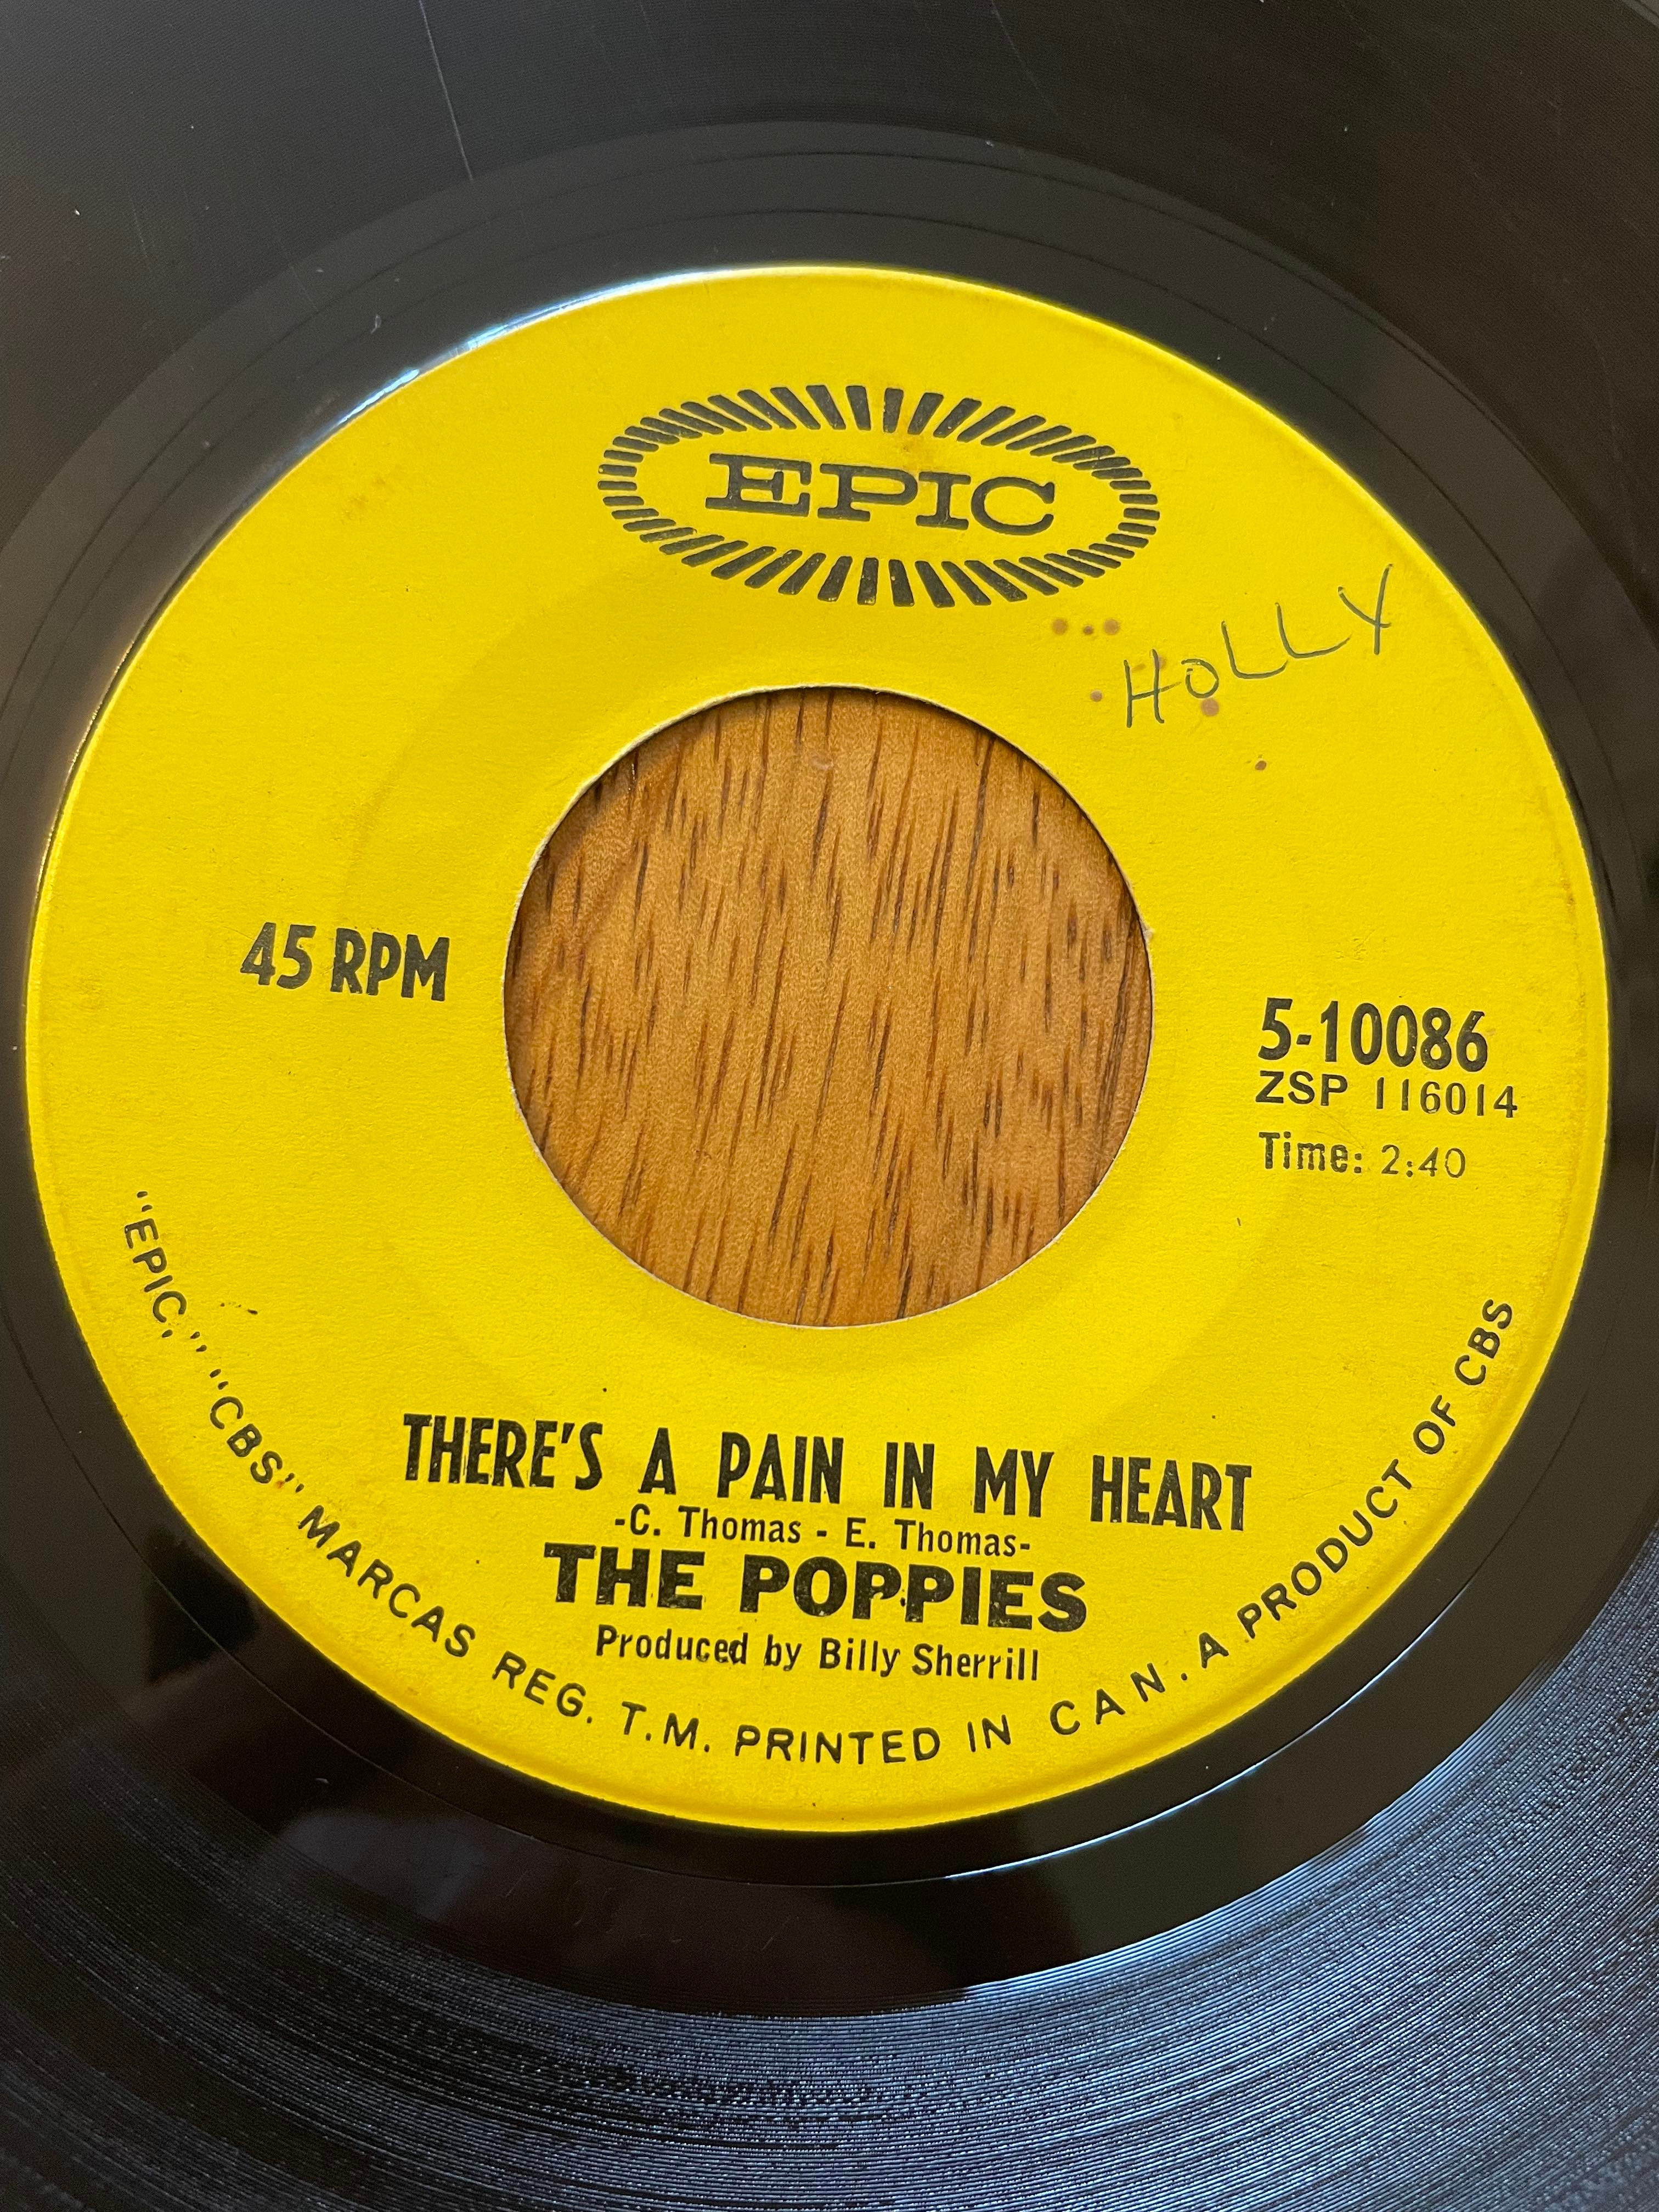 EPIC
HOLLY
45 RPM
5-10086
ZSP 116014
Time: 2:40
THERE'S A PAIN IN MY HEART
-C. Thomas - E. Thomas-
THE POPPIES
Produced by Billy Sherrill
"EPIC," "CBS" MARCAS REG. T.M. PRINTED IN CAN. A PRODUCT OF CBS